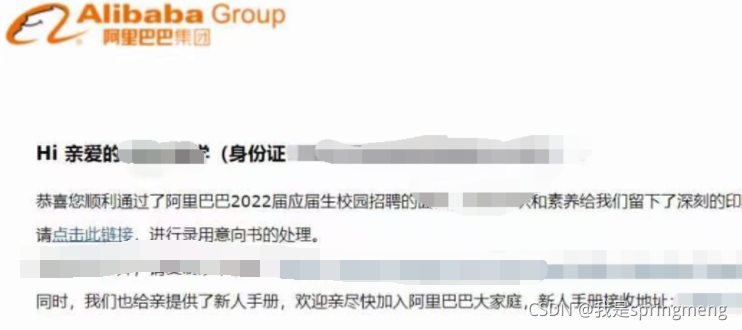 Alibaba Group
阿里巴巴集团
Hi 亲爱的 (身份证
恭喜您顺利通过了阿里巴巴2022届应届生校园招聘的 和素养给我们留下了深刻的印
请点击此链接，进行录用意向书的处理。
同时，我们也给亲提供了新人手册，欢迎亲尽快加入阿里巴巴大家庭，新人手册接收地址：
CSDN @我是springmeng